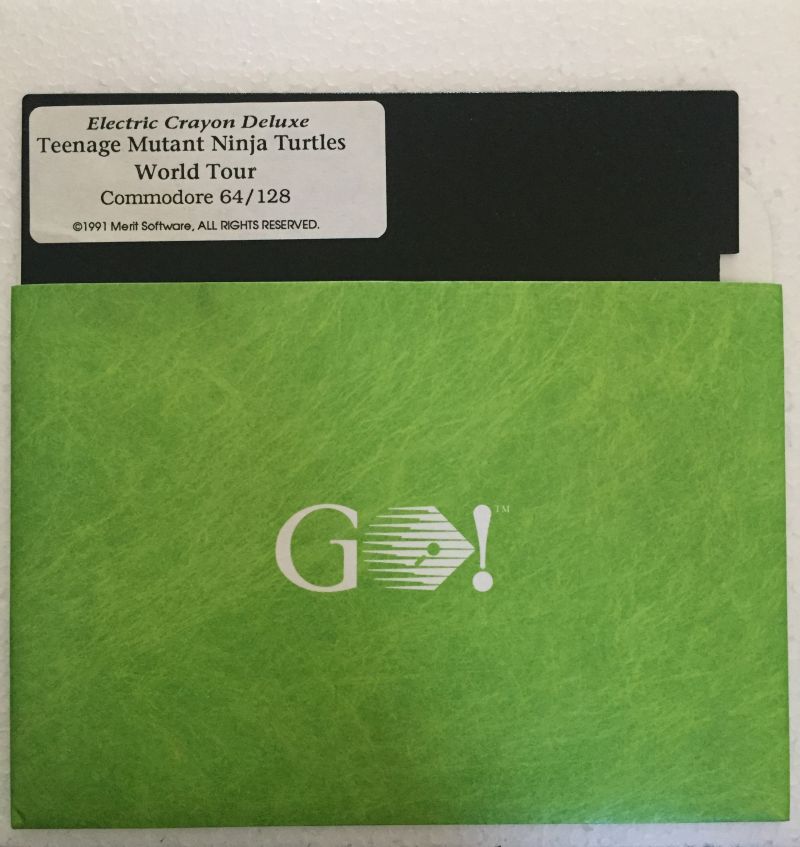 Electric Crayon Deluxe
Teenage Mutant Ninja Turtles
World Tour
Commodore 64/128
©1991 Merit Software, ALL RIGHTS RESERVED.
GO!™